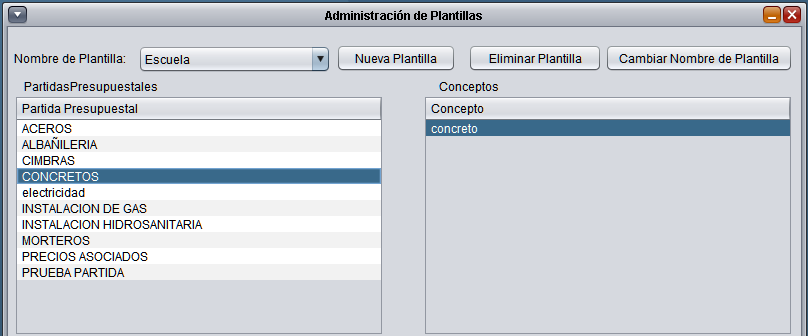 Administración de Plantillas
Nombre de Plantilla: Escuela Nueva Plantilla Eliminar Plantilla Cambiar Nombre de Plantilla
PartidasPresupuestales Conceptos
Partida Presupuestal Concepto
ACEROS concreto
ALBAÑILERIA
CIMBRAS
CONCRETOS
electricidad
INSTALACION DE GAS
INSTALACION HIDROSANITARIA
MORTEROS
PRECIOS ASOCIADOS
PRUEBA PARTIDA